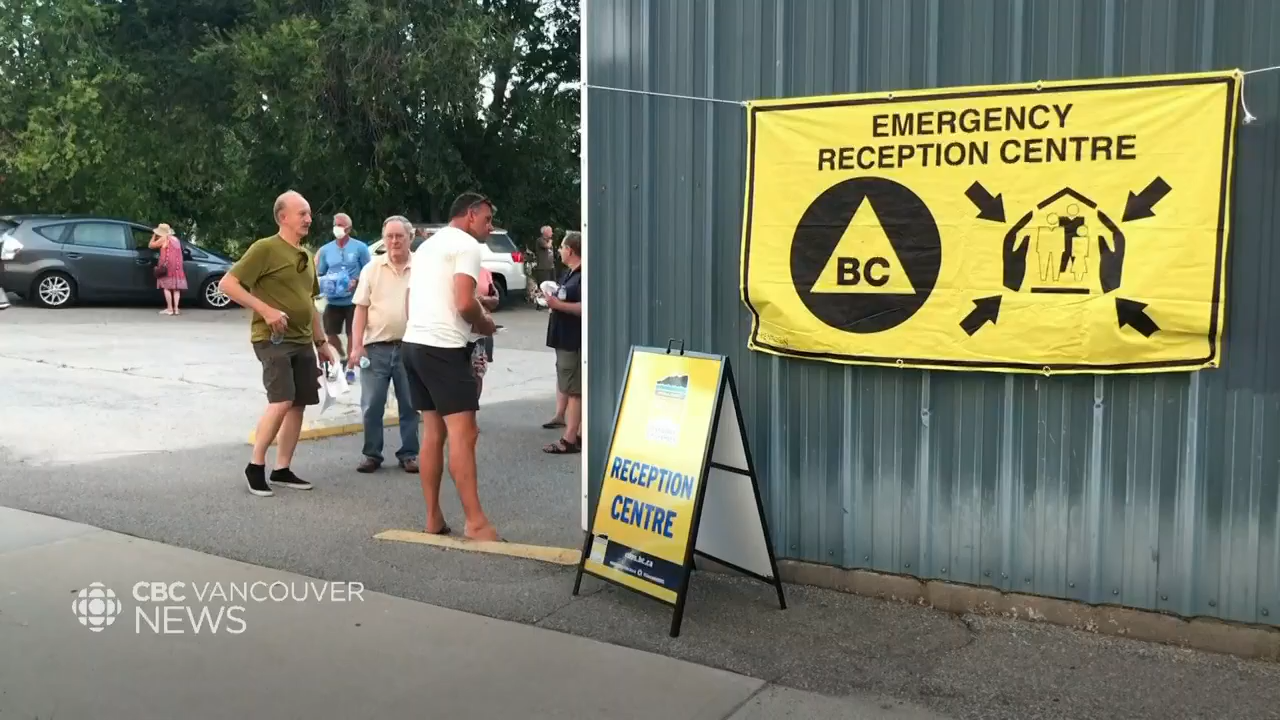 EMERGENCY
RECEPTION CENTRE
BC
RECEPTION
CENTRE
CBC VANCOUVER
NEWS